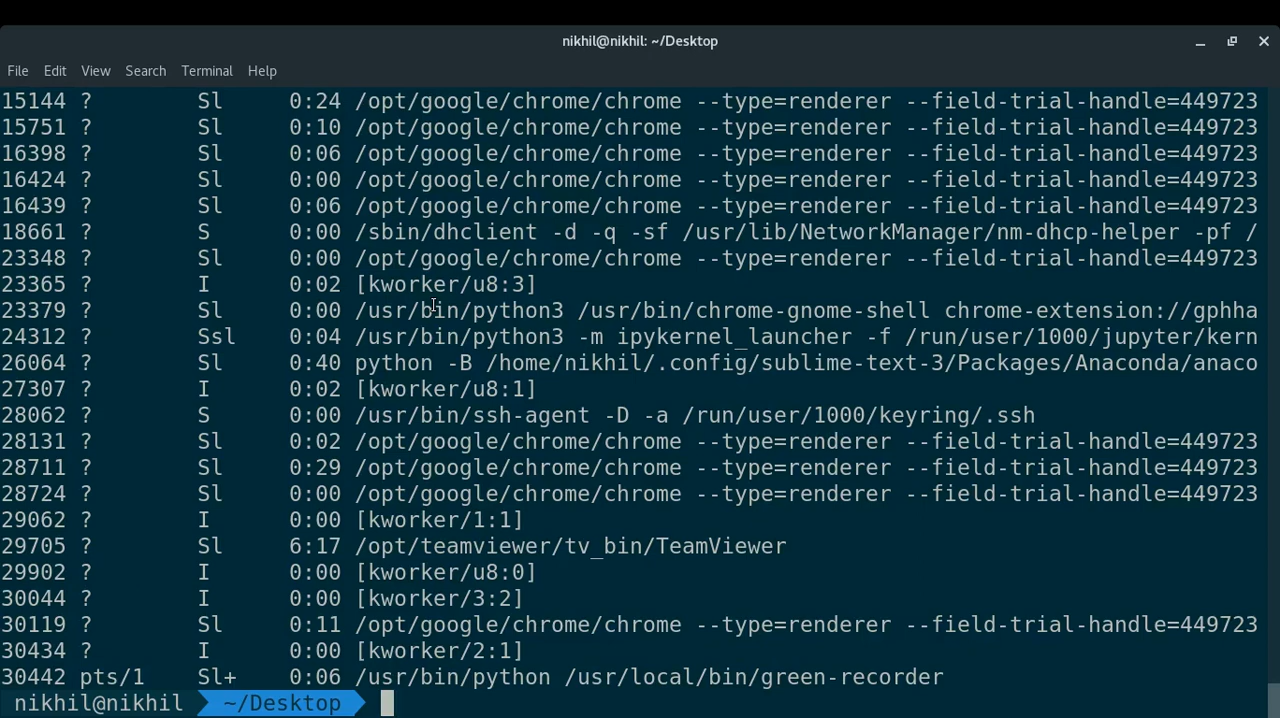 nikhil@nikhil: ~/Desktop
File Edit View Search Terminal Help
15144 ? Sl 0:24 /opt/google/chrome/chrome --type=renderer --field-trial-handle=449723
15751 ? Sl 0:10 /opt/google/chrome/chrome --type=renderer --field-trial-handle=449723
16398 ? Sl 0:06 /opt/google/chrome/chrome --type=renderer --field-trial-handle=449723
16424 ? Sl 0:00 /opt/google/chrome/chrome --type=renderer --field-trial-handle=449723
16439 ? Sl 0:06 /opt/google/chrome/chrome --type=renderer --field-trial-handle=449723
18661 ? S 0:00 /sbin/dhclient -d -q -sf /usr/lib/NetworkManager/nm-dhcp-helper -pf /
23348 ? Sl 0:00 /opt/google/chrome/chrome --type=renderer --field-trial-handle=449723
23365 ? I 0:02 [kworker/u8:3]
23379 ? Sl 0:00 /usr/bin/python3 /usr/bin/chrome-gnome-shell chrome-extension://gphha
24312 ? Ssl 0:04 /usr/bin/python3 -m ipykernel_launcher -f /run/user/1000/jupyter/kern
26064 ? Sl 0:40 python -B /home/nikhil/.config/sublime-text-3/Packages/Anaconda/anaco
27307 ? I 0:02 [kworker/u8:1]
28062 ? S 0:00 /usr/bin/ssh-agent -D -a /run/user/1000/keyring/.ssh
28131 ? Sl 0:02 /opt/google/chrome/chrome --type=renderer --field-trial-handle=449723
28711 ? Sl 0:29 /opt/google/chrome/chrome --type=renderer --field-trial-handle=449723
28724 ? Sl 0:00 /opt/google/chrome/chrome --type=renderer --field-trial-handle=449723
29062 ? I 0:00 [kworker/1:1]
29705 ? Sl 6:17 /opt/teamviewer/tv_bin/TeamViewer
29902 ? I 0:00 [kworker/u8:0]
30044 ? I 0:00 [kworker/3:2]
30119 ? Sl 0:11 /opt/google/chrome/chrome --type=renderer --field-trial-handle=449723
30434 ? I 0:00 [kworker/2:1]
30442 pts/1 Sl+ 0:06 /usr/bin/python /usr/local/bin/green-recorder
nikhil@nikhil ~/Desktop